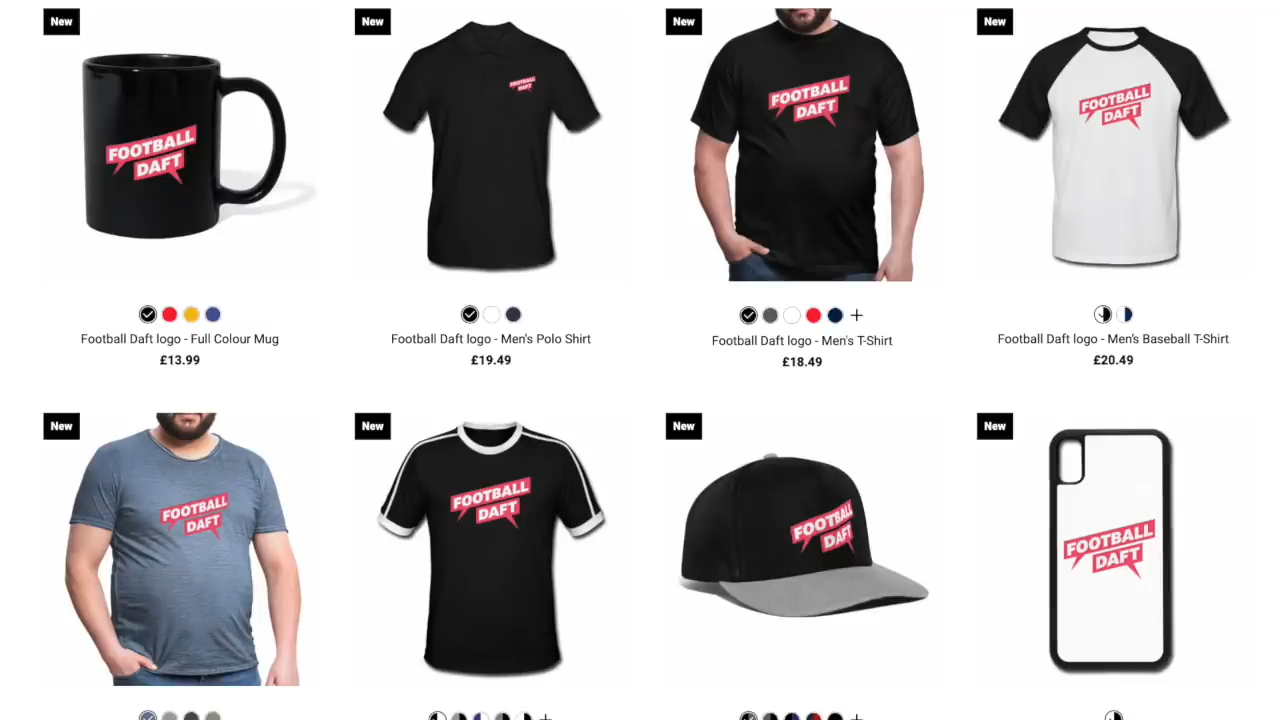 New
New
New
New
FOOTBALL
DAFT
FOOTBALL
DAFT
FOOTBALL
DAFT
FOOTBALL
DAFT
Football Daft logo - Full Colour Mug
£13.99
Football Daft logo - Men's Polo Shirt
£19.49
Football Daft logo - Men's T-Shirt
£18.49
Football Daft logo - Men's Baseball T-Shirt
£20.49
New
New
New
New
FOOTBALL
DAFT
FOOTBALL
DAFT
FOOTBALL
DAFT
FOOTBALL
DAFT